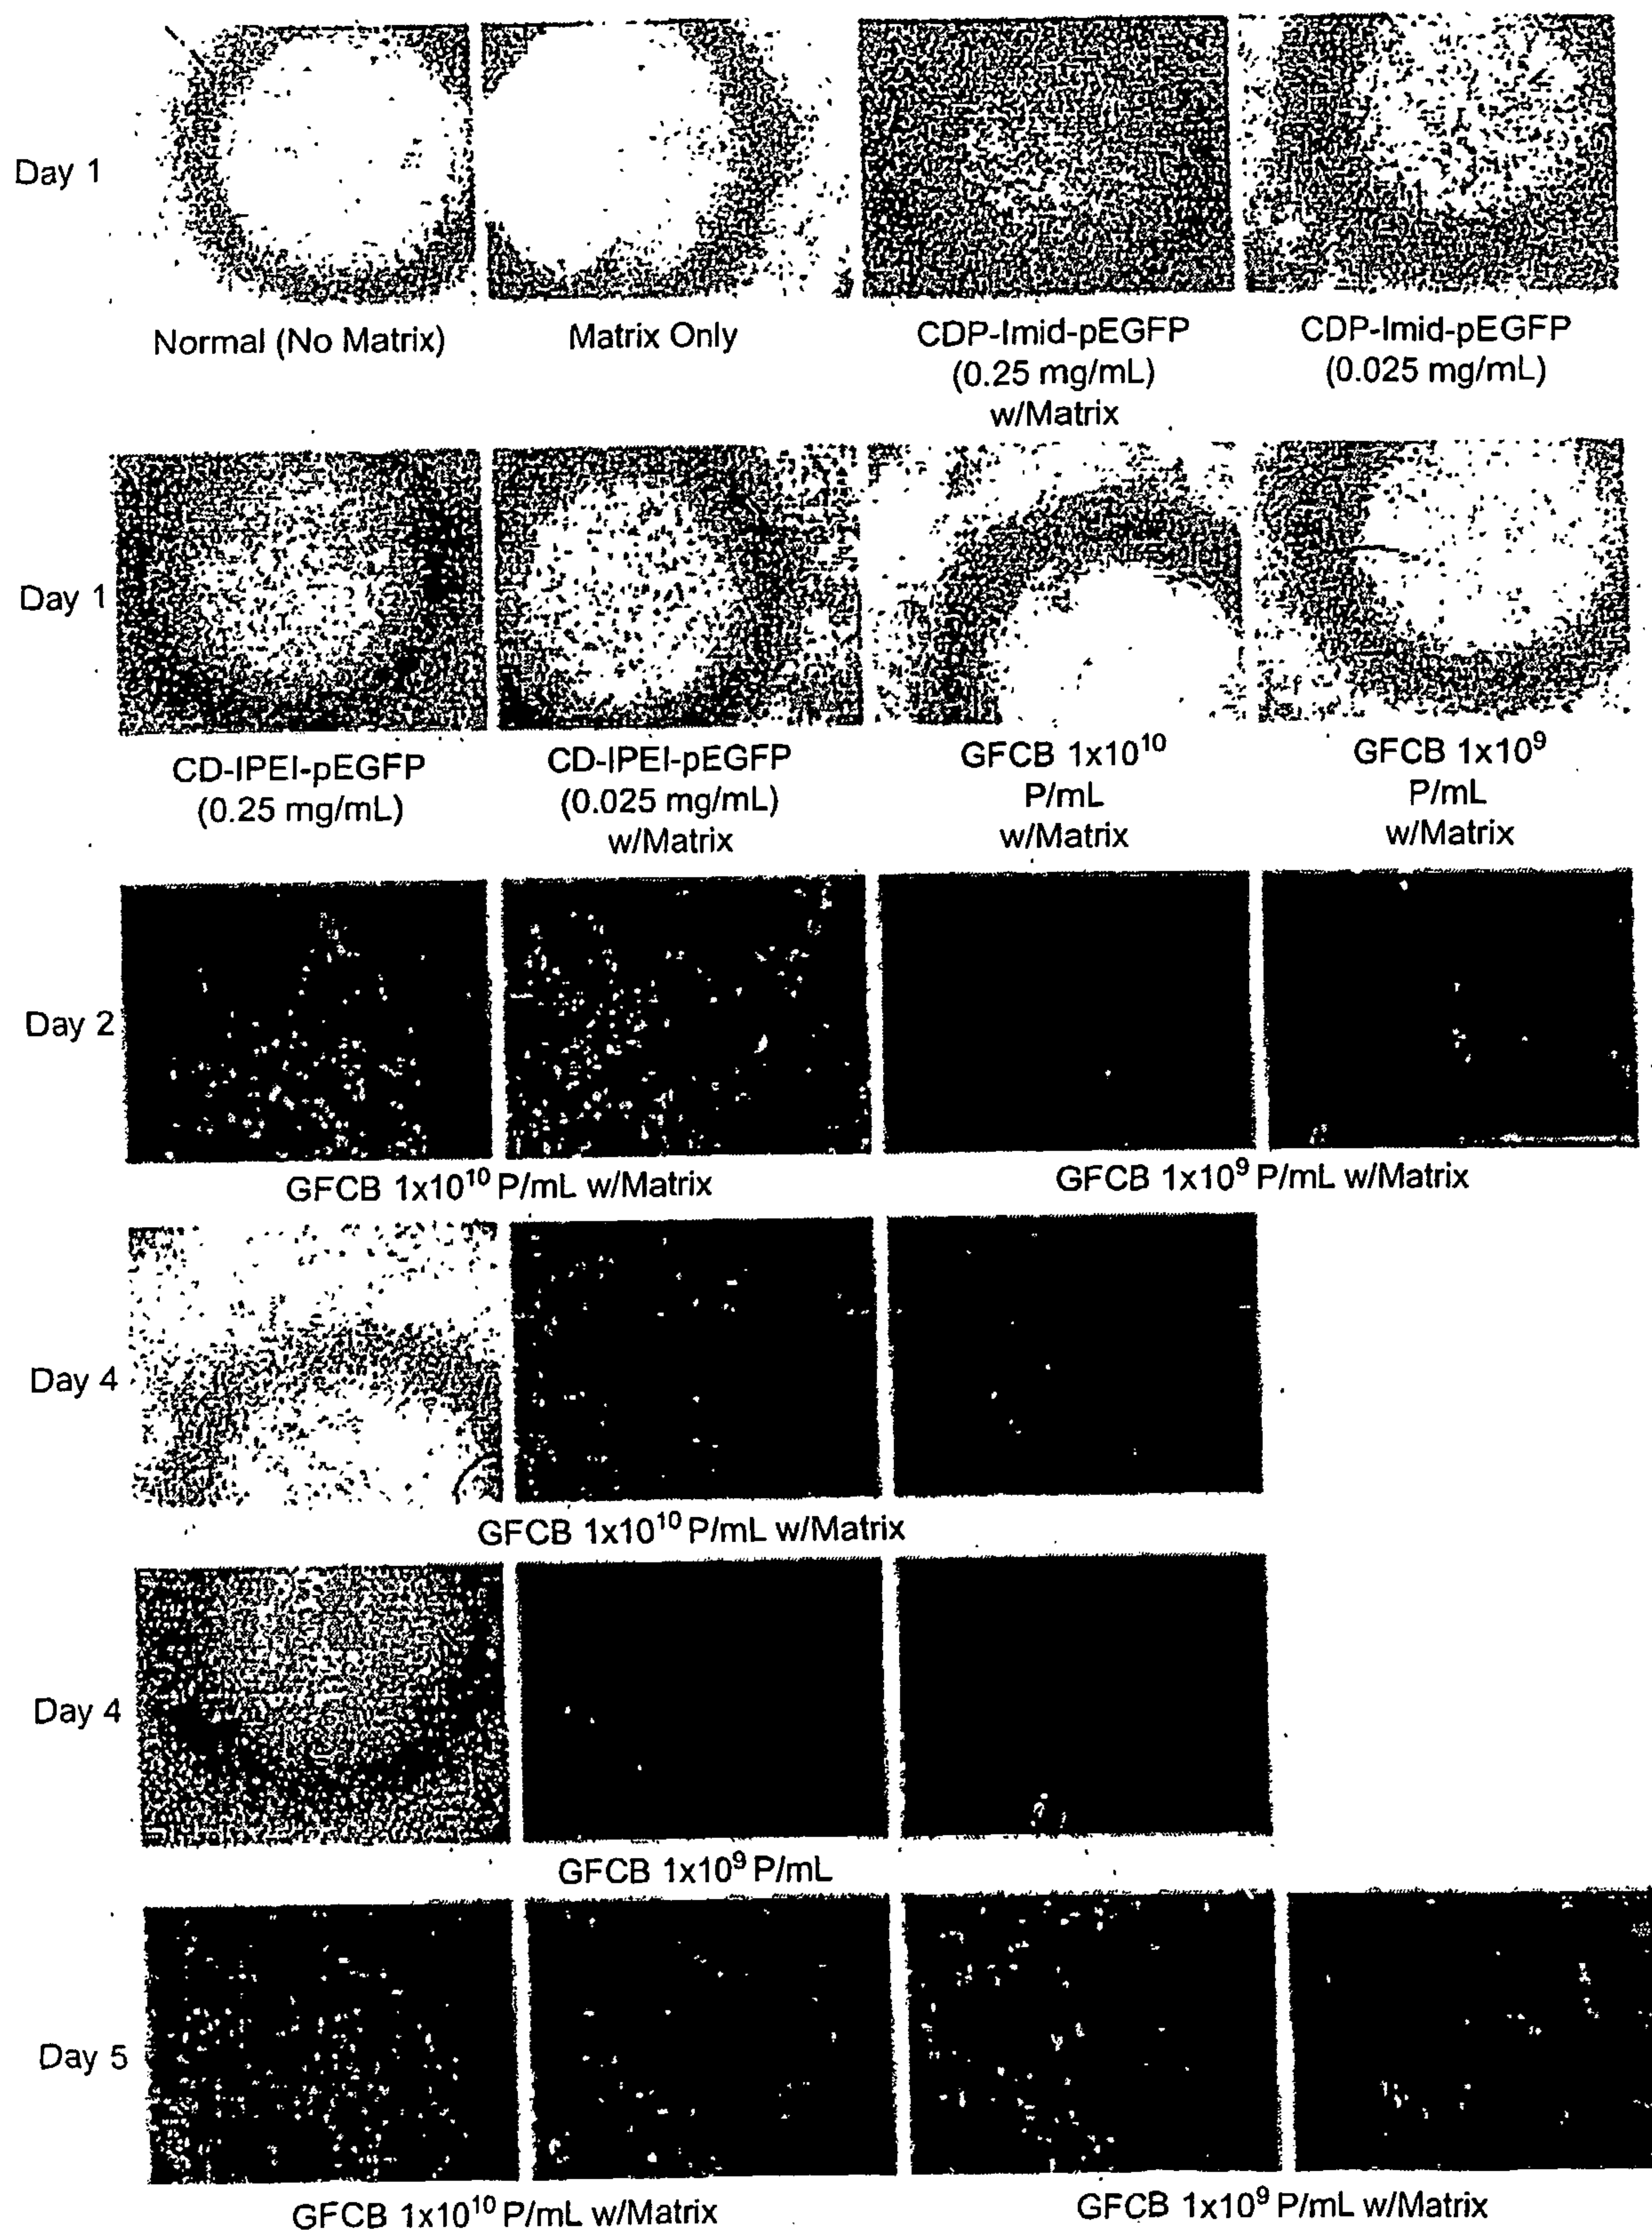 Day 1
Normal (No Matrix)
Matrix Only
CDP-Imid-pEGFP
(0.25 mg/mL)
w/Matrix
CDP-Imid-pEGFP
(0.025 mg/mL)
Day 1
CD-lPEI-pEGFP
(0.25 mg/mL)
CD-lPEI-pEGFP
(0.025 mg/mL)
w/Matrix
GFCB 1x10¹⁰
P/mL
w/Matrix
GFCB 1x10⁹
P/mL
w/Matrix
Day 2
GFCB 1x10¹⁰ P/mL w/Matrix
GFCB 1x10⁹ P/mL w/Matrix
Day 4
GFCB 1x10¹⁰ P/mL w/Matrix
Day 4
GFCB 1x10⁹ P/mL
Day 5
GFCB 1x10¹⁰ P/mL w/Matrix
GFCB 1x10⁹ P/mL w/Matrix